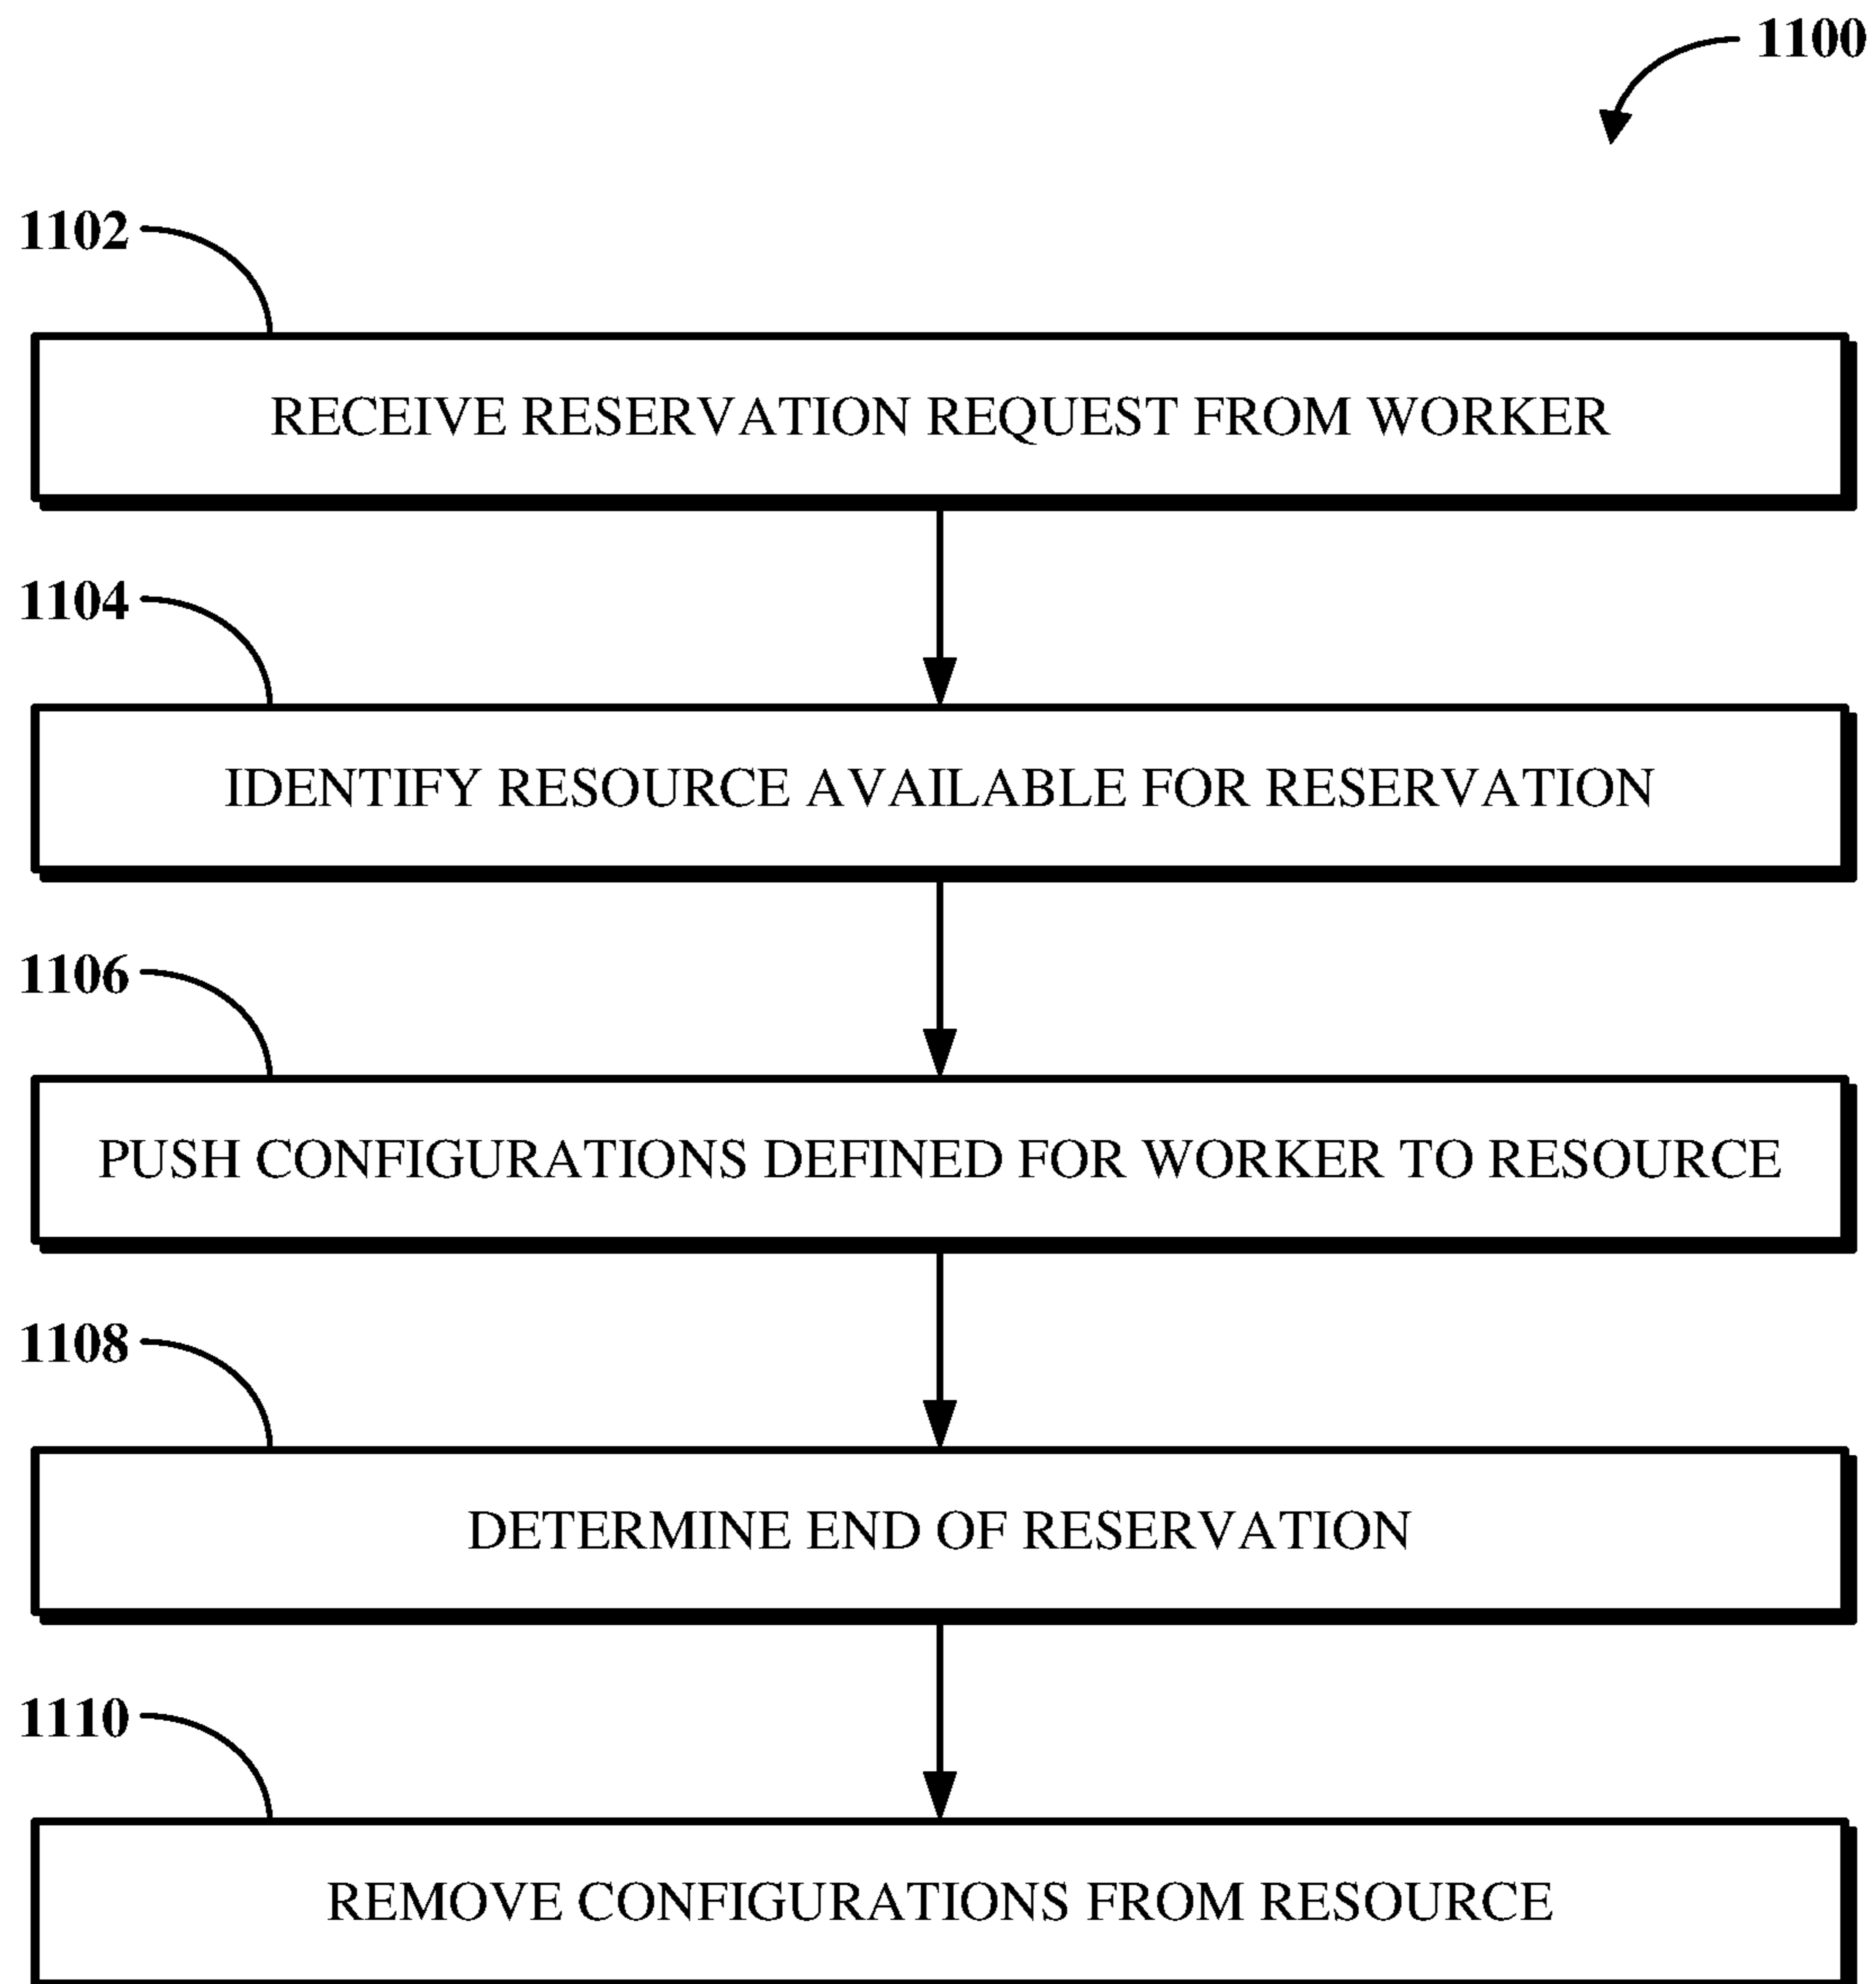 1100
1102
RECEIVE RESERVATION REQUEST FROM WORKER
1104
IDENTIFY RESOURCE AVAILABLE FOR RESERVATION
1106
PUSH CONFIGURATIONS DEFINED FOR WORKER TO RESOURCE
1108
DETERMINE END OF RESERVATION
1110
REMOVE CONFIGURATIONS FROM RESOURCE